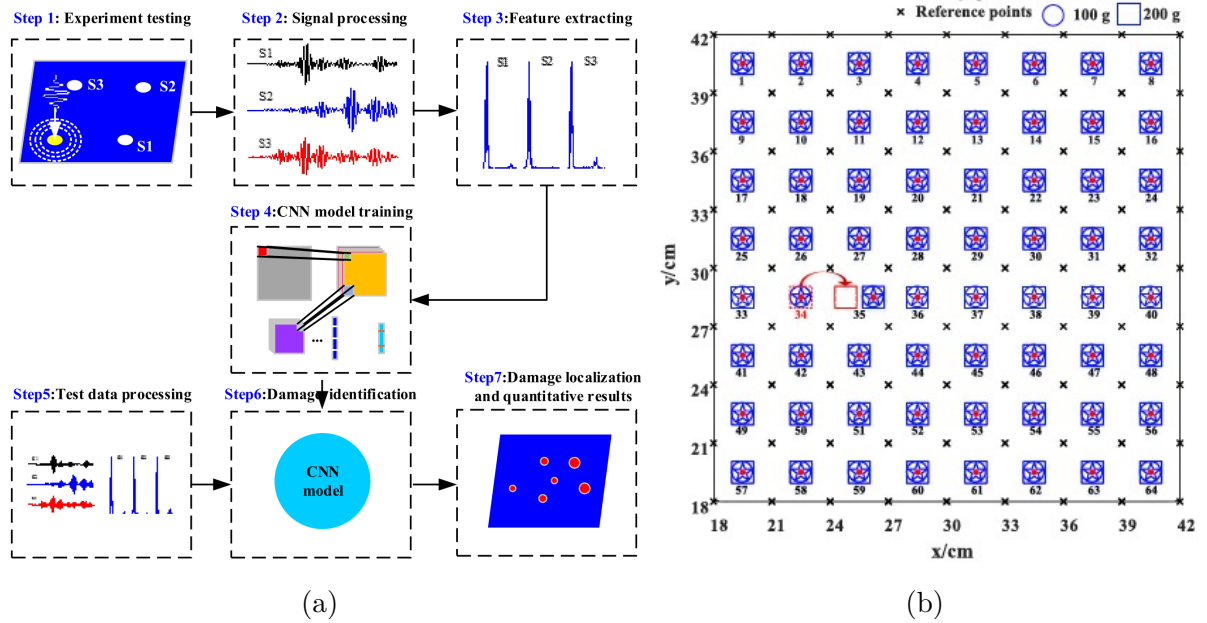 Step 1: Experiment testing
S3
S2
S1
Step 2: Signal processing
S1
S2
S3
Step 3:Feature extracting
S1 S2 S3
Step 4:CNN model training
...
Step5:Test data processing
Step6:Damage identification
CNN
model
Step7:Damage localization
and quantitative results
(a)
× Reference points 100 g 200 g
42
1 2 3 4 5 6 7 8
39
9 10 11 12 13 14 15 16
36
17 18 19 20 21 22 23 24
33
25 26 27 28 29 30 31 32
30
33 34 35 36 37 38 39 40
27
41 42 43 44 45 46 47 48
24
49 50 51 52 53 54 55 56
21
57 58 59 60 61 62 63 64
18
y/cm
18 21 24 27 30 33 36 39 42
x/cm
(b)